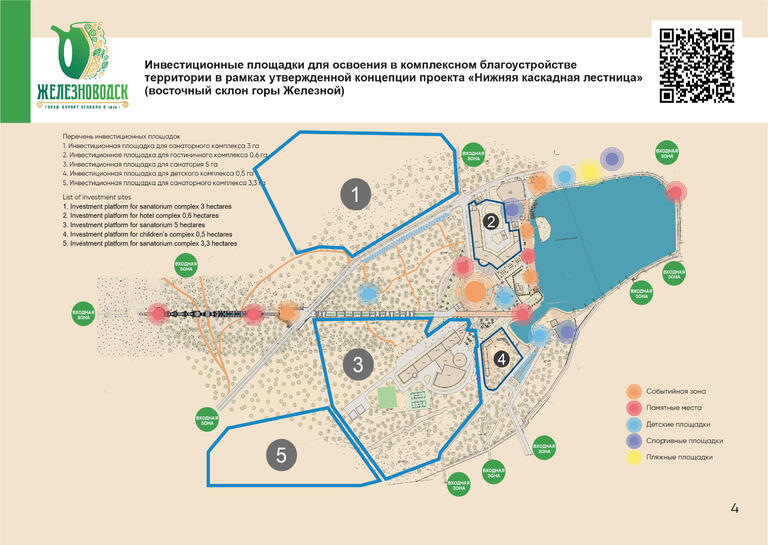 ЖЕЛЕЗНОВОДСК
ГОРОД-КУРОРТ ОСНОВАН В 1810 Г
Инвестиционные площадки для освоения в комплексном благоустройстве
территории в рамках утвержденной концепции проекта «Нижняя каскадная лестница»
(восточный склон горы Железной)
Перечень инвестиционных площадок
1. Инвестиционная площадка для санаторного комплекса 3 га
2. Инвестиционное площадка для гостиничного комплекса 0,6 га
3. Инвестиционная площадка для санатория 5 га
4. Инвестиционная площадка для детского комплекса 0,5 га
5. Инвестиционная площадка для санаторного комплекса 3,3 га
List of investment sites
1. Investment platform for sanatorium complex 3 hectares
2. Investment platform for hotel complex 0,6 hectares
3. Investment platform for sanatorium 5 hectares
4. Investment platform for children's complex 0,5 hectares
5. Investment platform for sanatorium complex 3,3 hectares
ВХОДНАЯ
ЗОНА
ВХОДНАЯ
ЗОНА
1
2
ВХОДНАЯ
ЗОНА
ВХОДНАЯ
ЗОНА
ВХОДНАЯ
ЗОНА
ВХОДНАЯ
ЗОНА
3
4
ВХОДНАЯ
ЗОНА
5
ВХОДНАЯ
ЗОНА
ВХОДНАЯ
ЗОНА
ВХОДНАЯ
ЗОНА
Событийная зона
Памятные места
Детские площадки
Спортивные площадки
Пляжные площадки
4